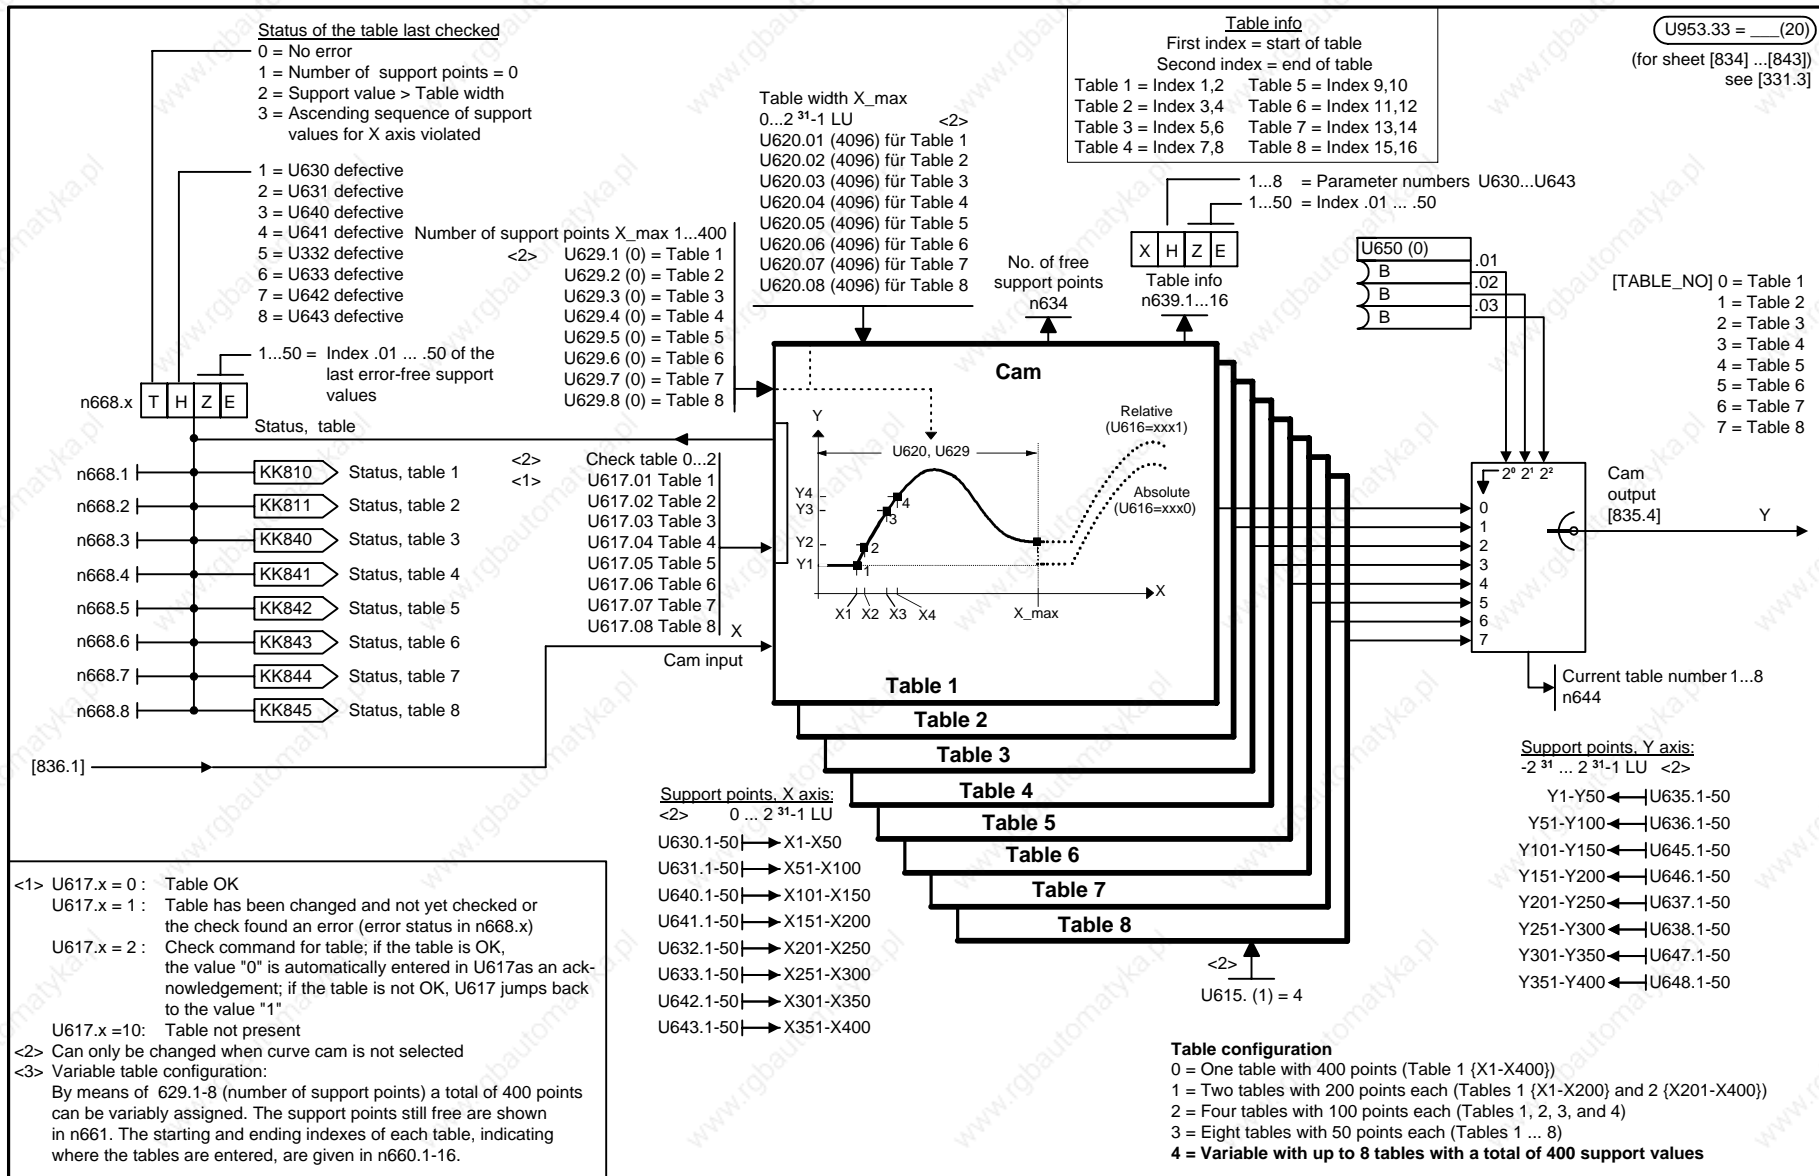 Status of the table last checked
0 = No error
1 = Number of support points = 0
2 = Support value > Table width
3 = Ascending sequence of support
values for X axis violated
1 = U630 defective
2 = U631 defective
3 = U640 defective
4 = U641 defective
5 = U332 defective
6 = U633 defective
7 = U642 defective
8 = U643 defective
1...50 = Index .01 ... .50 of the
last error-free support
values
n668.x T H Z E
Status, table
n668.1 KK810 Status, table 1
n668.2 KK811 Status, table 2
n668.3 KK840 Status, table 3
n668.4 KK841 Status, table 4
n668.5 KK842 Status, table 5
n668.6 KK843 Status, table 6
n668.7 KK844 Status, table 7
n668.8 KK845 Status, table 8
[836.1]
Number of support points X_max 1...400
<2> U629.1 (0) = Table 1
U629.2 (0) = Table 2
U629.3 (0) = Table 3
U629.4 (0) = Table 4
U629.5 (0) = Table 5
U629.6 (0) = Table 6
U629.7 (0) = Table 7
U629.8 (0) = Table 8
<2> Check table 0...2
<1> U617.01 Table 1
U617.02 Table 2
U617.03 Table 3
U617.04 Table 4
U617.05 Table 5
U617.06 Table 6
U617.07 Table 7
U617.08 Table 8
X
Cam input
Table width X_max
0...2 31-1 LU <2>
U620.01 (4096) für Table 1
U620.02 (4096) für Table 2
U620.03 (4096) für Table 3
U620.04 (4096) für Table 4
U620.05 (4096) für Table 5
U620.06 (4096) für Table 6
U620.07 (4096) für Table 7
U620.08 (4096) für Table 8
Table info
First index = start of table
Second index = end of table
Table 1 = Index 1,2 Table 5 = Index 9,10
Table 2 = Index 3,4 Table 6 = Index 11,12
Table 3 = Index 5,6 Table 7 = Index 13,14
Table 4 = Index 7,8 Table 8 = Index 15,16
U953.33 = ___(20)
(for sheet [834] ...[843])
see [331.3]
1...8 = Parameter numbers U630...U643
1...50 = Index .01 ... .50
X H Z E
Table info
n639.1...16
No. of free
support points
n634
U650 (0)
B .01
B .02
B .03
[TABLE_NO] 0 = Table 1
1 = Table 2
2 = Table 3
3 = Table 4
4 = Table 5
5 = Table 6
6 = Table 7
7 = Table 8
Cam
Y
U620, U629
Relative
(U616=xxx1)
Absolute
(U616=xxx0)
Y4
Y3
Y2
Y1
1
2
3
4
X
X1 X2 X3 X4 X_max
Table 1
Table 2
Table 3
Table 4
Table 5
Table 6
Table 7
Table 8
<2>
U615. (1) = 4
2⁰ 2¹ 2²
0
1
2
3
4
5
6
7
Cam
output
[835.4]
Y
Current table number 1...8
n644
Support points, X axis:
<2> 0 ... 2 31-1 LU
U630.1-50 X1-X50
U631.1-50 X51-X100
U640.1-50 X101-X150
U641.1-50 X151-X200
U632.1-50 X201-X250
U633.1-50 X251-X300
U642.1-50 X301-X350
U643.1-50 X351-X400
Support points, Y axis:
-2 31 ... 2 31-1 LU <2>
Y1-Y50 U635.1-50
Y51-Y100 U636.1-50
Y101-Y150 U645.1-50
Y151-Y200 U646.1-50
Y201-Y250 U637.1-50
Y251-Y300 U638.1-50
Y301-Y350 U647.1-50
Y351-Y400 U648.1-50
<1> U617.x = 0 : Table OK
U617.x = 1 : Table has been changed and not yet checked or
the check found an error (error status in n668.x)
U617.x = 2 : Check command for table; if the table is OK,
the value "0" is automatically entered in U617as an ack-
nowledgement; if the table is not OK, U617 jumps back
to the value "1"
U617.x =10: Table not present
<2> Can only be changed when curve cam is not selected
<3> Variable table configuration:
By means of 629.1-8 (number of support points) a total of 400 points
can be variably assigned. The support points still free are shown
in n661. The starting and ending indexes of each table, indicating
where the tables are entered, are given in n660.1-16.
Table configuration
0 = One table with 400 points (Table 1 {X1-X400})
1 = Two tables with 200 points each (Tables 1 {X1-X200} and 2 {X201-X400})
2 = Four tables with 100 points each (Tables 1, 2, 3, and 4)
3 = Eight tables with 50 points each (Tables 1 ... 8)
4 = Variable with up to 8 tables with a total of 400 support values
www.rgbautomatyka.pl